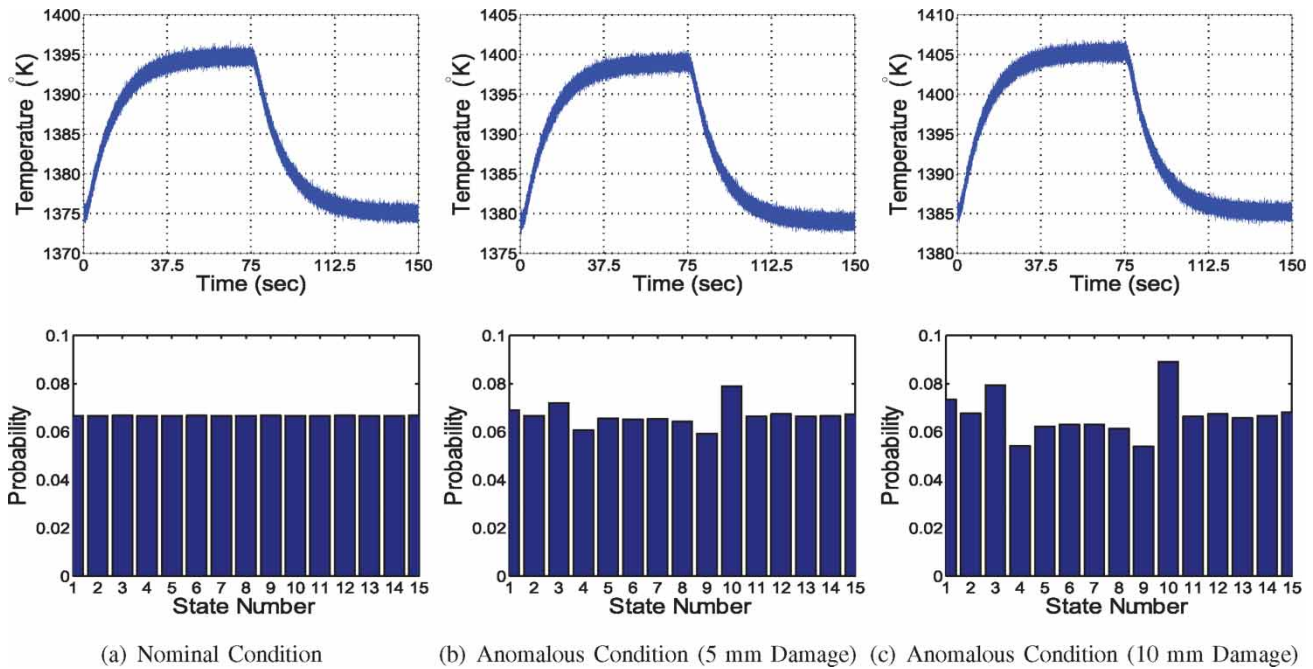 1400
1395
1390
1385
1380
1375
1370
Temperature (°K)
0 37.5 75 112.5 150
Time (sec)
1405
1400
1395
1390
1385
1380
1375
Temperature (°K)
0 37.5 75 112.5 150
Time (sec)
1410
1405
1400
1395
1390
1385
1380
Temperature (°K)
0 37.5 75 112.5 150
Time (sec)
0.1
0.08
0.06
0.04
0.02
0
Probability
1 2 3 4 5 6 7 8 9 10 11 12 13 14 15
State Number
0.1
0.08
0.06
0.04
0.02
0
Probability
1 2 3 4 5 6 7 8 9 10 11 12 13 14 15
State Number
0.1
0.08
0.06
0.04
0.02
0
Probability
1 2 3 4 5 6 7 8 9 10 11 12 13 14 15
State Number
(a) Nominal Condition
(b) Anomalous Condition (5 mm Damage)
(c) Anomalous Condition (10 mm Damage)